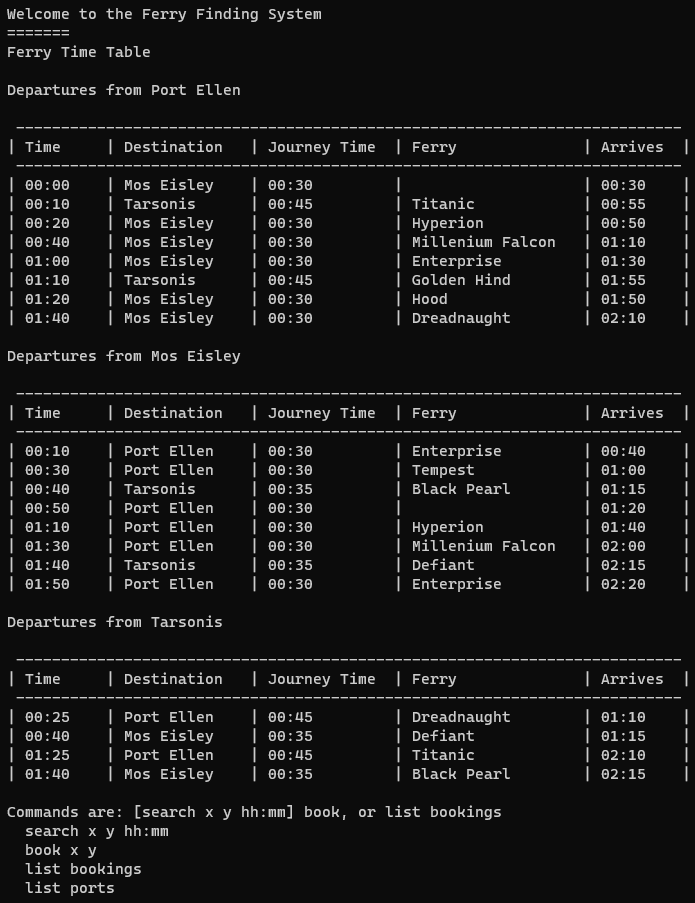 Welcome to the Ferry Finding System
=======
Ferry Time Table
Departures from Port Ellen
--------------------------------------------------------------------------
| Time     | Destination   | Journey Time  | Ferry              | Arrives  |
--------------------------------------------------------------------------
| 00:00    | Mos Eisley    | 00:30         |                    | 00:30    |
| 00:10    | Tarsonis      | 00:45         | Titanic            | 00:55    |
| 00:20    | Mos Eisley    | 00:30         | Hyperion           | 00:50    |
| 00:40    | Mos Eisley    | 00:30         | Millenium Falcon   | 01:10    |
| 01:00    | Mos Eisley    | 00:30         | Enterprise         | 01:30    |
| 01:10    | Tarsonis      | 00:45         | Golden Hind        | 01:55    |
| 01:20    | Mos Eisley    | 00:30         | Hood               | 01:50    |
| 01:40    | Mos Eisley    | 00:30         | Dreadnaught        | 02:10    |
Departures from Mos Eisley
--------------------------------------------------------------------------
| Time     | Destination   | Journey Time  | Ferry              | Arrives  |
--------------------------------------------------------------------------
| 00:10    | Port Ellen    | 00:30         | Enterprise         | 00:40    |
| 00:30    | Port Ellen    | 00:30         | Tempest            | 01:00    |
| 00:40    | Tarsonis      | 00:35         | Black Pearl        | 01:15    |
| 00:50    | Port Ellen    | 00:30         |                    | 01:20    |
| 01:10    | Port Ellen    | 00:30         | Hyperion           | 01:40    |
| 01:30    | Port Ellen    | 00:30         | Millenium Falcon   | 02:00    |
| 01:40    | Tarsonis      | 00:35         | Defiant            | 02:15    |
| 01:50    | Port Ellen    | 00:30         | Enterprise         | 02:20    |
Departures from Tarsonis
--------------------------------------------------------------------------
| Time     | Destination   | Journey Time  | Ferry              | Arrives  |
--------------------------------------------------------------------------
| 00:25    | Port Ellen    | 00:45         | Dreadnaught        | 01:10    |
| 00:40    | Mos Eisley    | 00:35         | Defiant            | 01:15    |
| 01:25    | Port Ellen    | 00:45         | Titanic            | 02:10    |
| 01:40    | Mos Eisley    | 00:35         | Black Pearl        | 02:15    |
Commands are: [search x y hh:mm] book, or list bookings
  search x y hh:mm
  book x y
  list bookings
  list ports